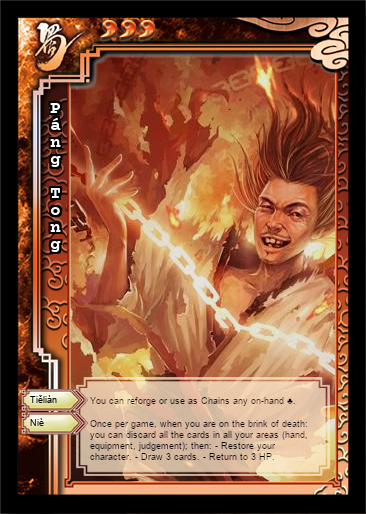 蜀
Páng Tong
Tiěliàn
You can reforge or use as Chains any on-hand ♣.
Niè
Once per game, when you are on the brink of death:
you can discard all the cards in all your areas (hand,
equipment, judgement); then: - Restore your
character. - Draw 3 cards. - Return to 3 HP.